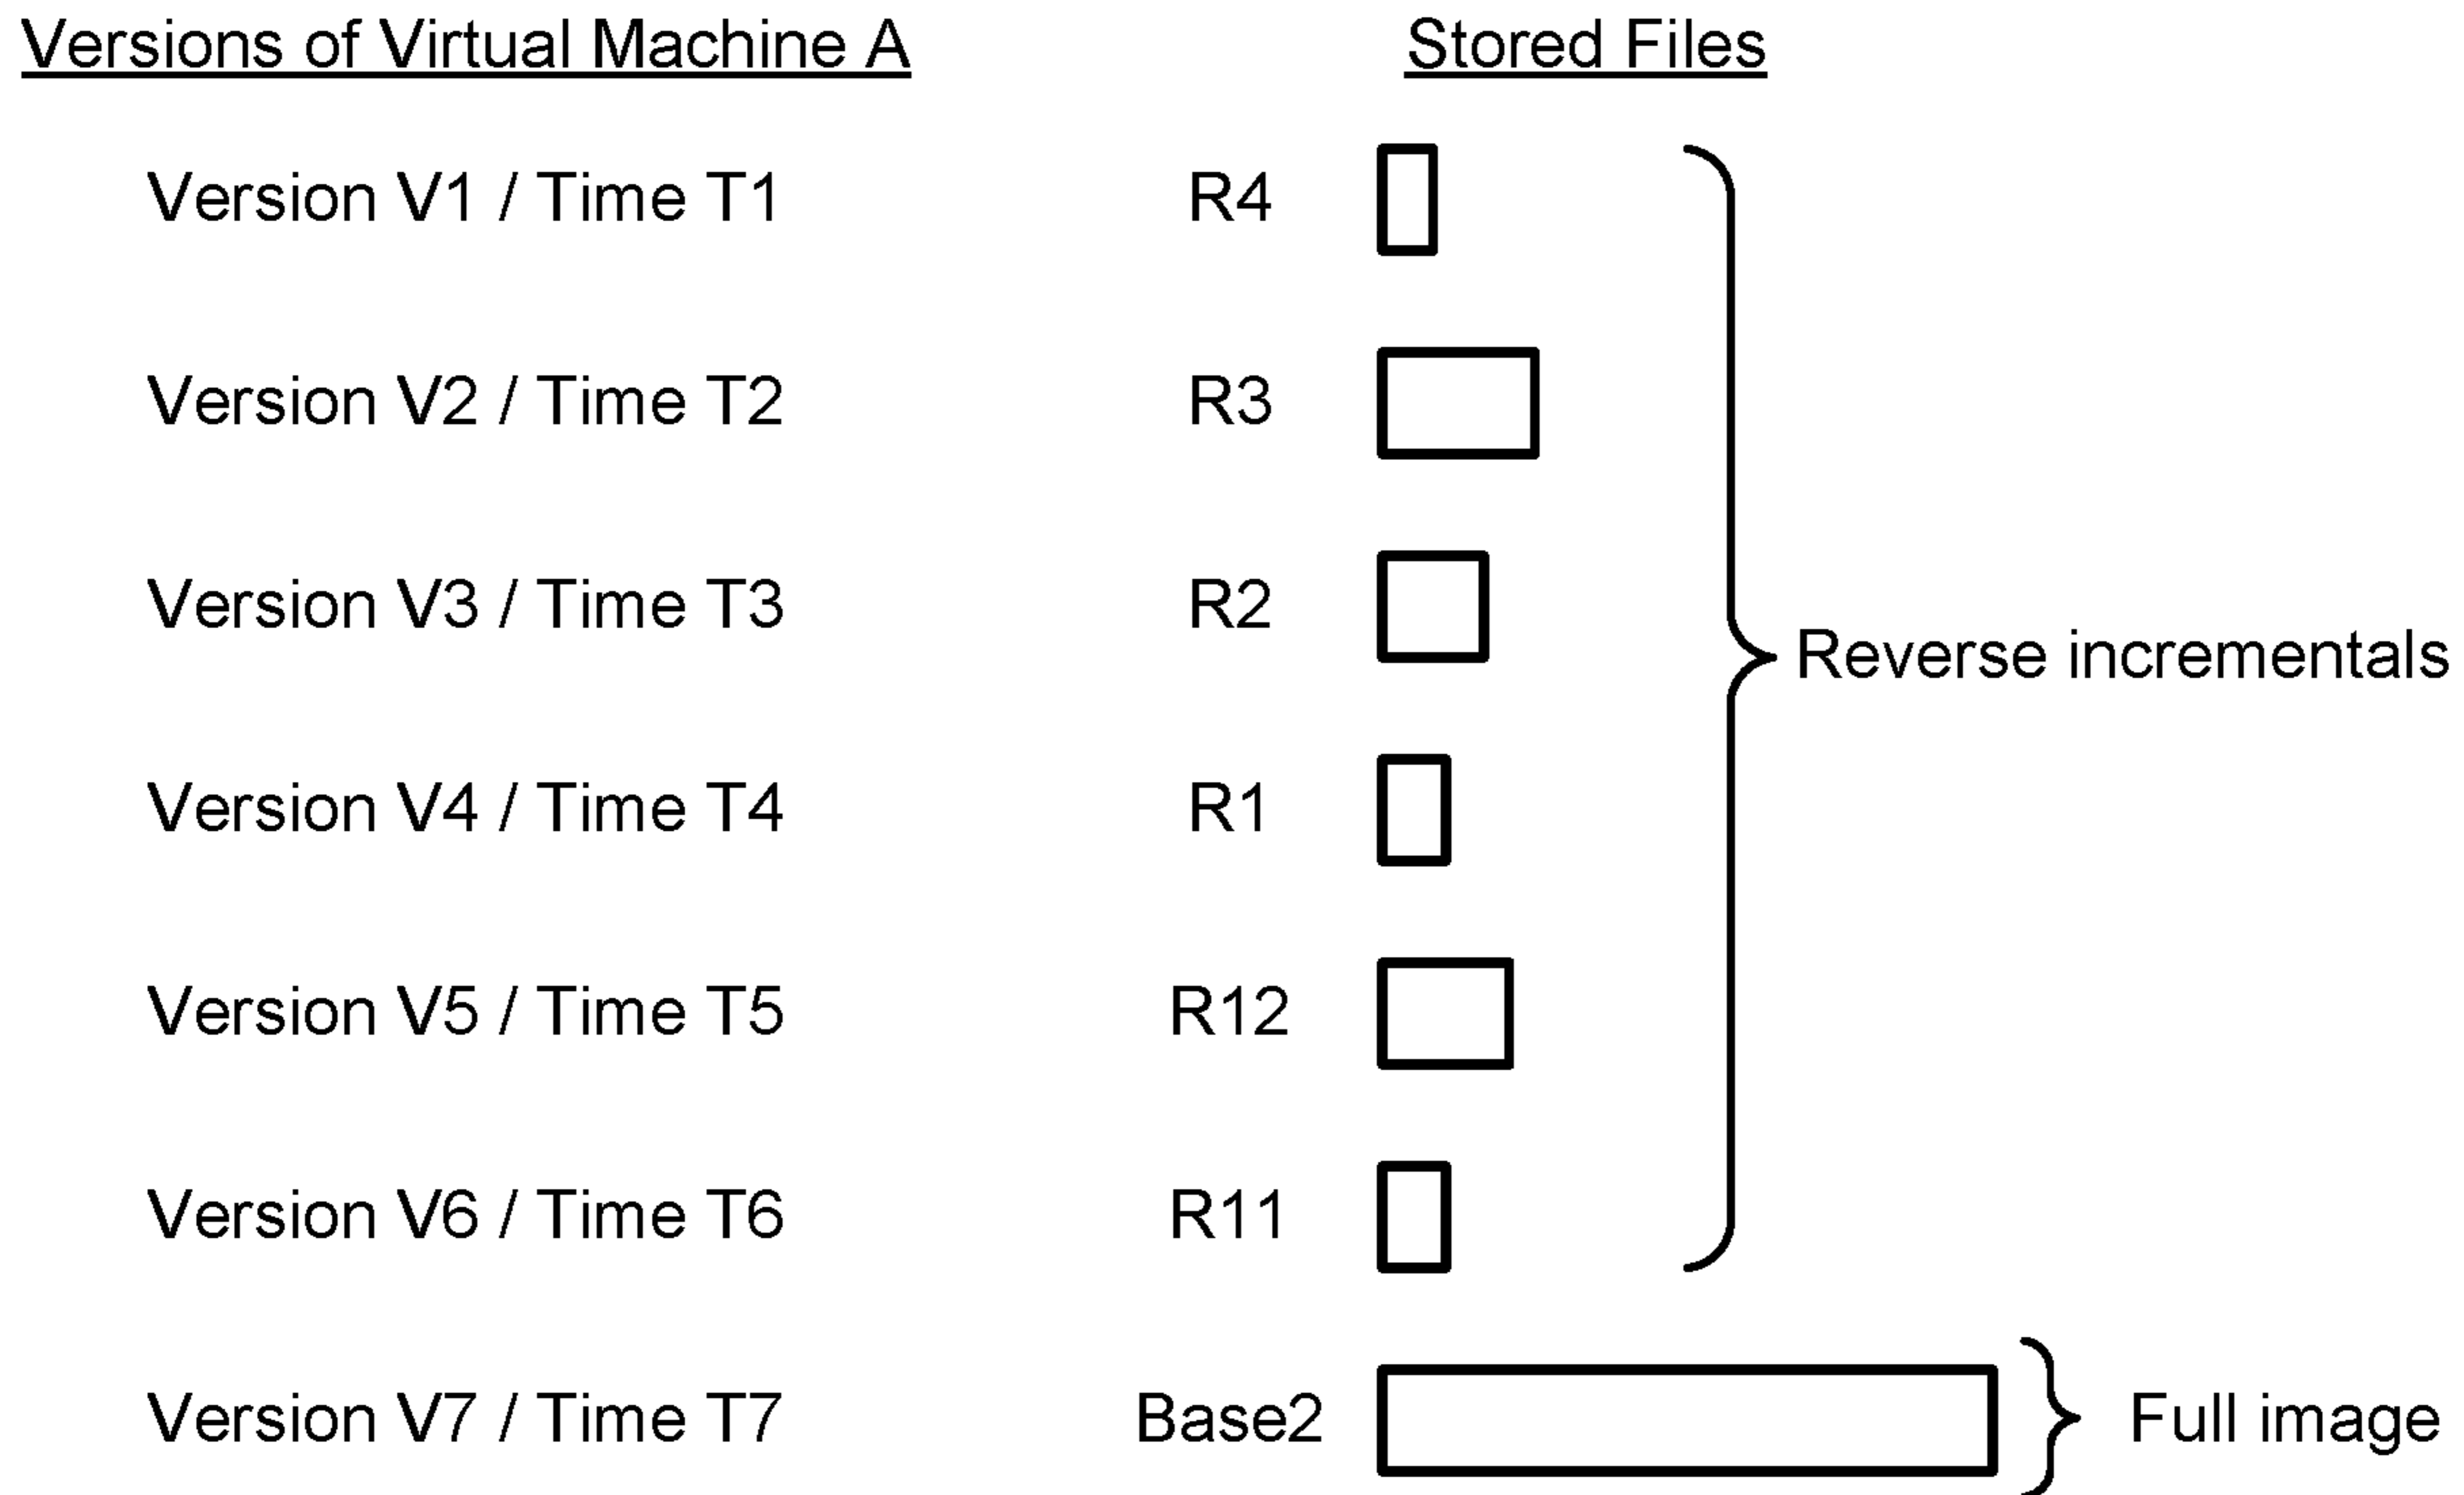 Versions of Virtual Machine A Stored Files
Version V1 / Time T1 R4
Version V2 / Time T2 R3
Version V3 / Time T3 R2
Reverse incrementals
Version V4 / Time T4 R1
Version V5 / Time T5 R12
Version V6 / Time T6 R11
Version V7 / Time T7 Base2 Full image